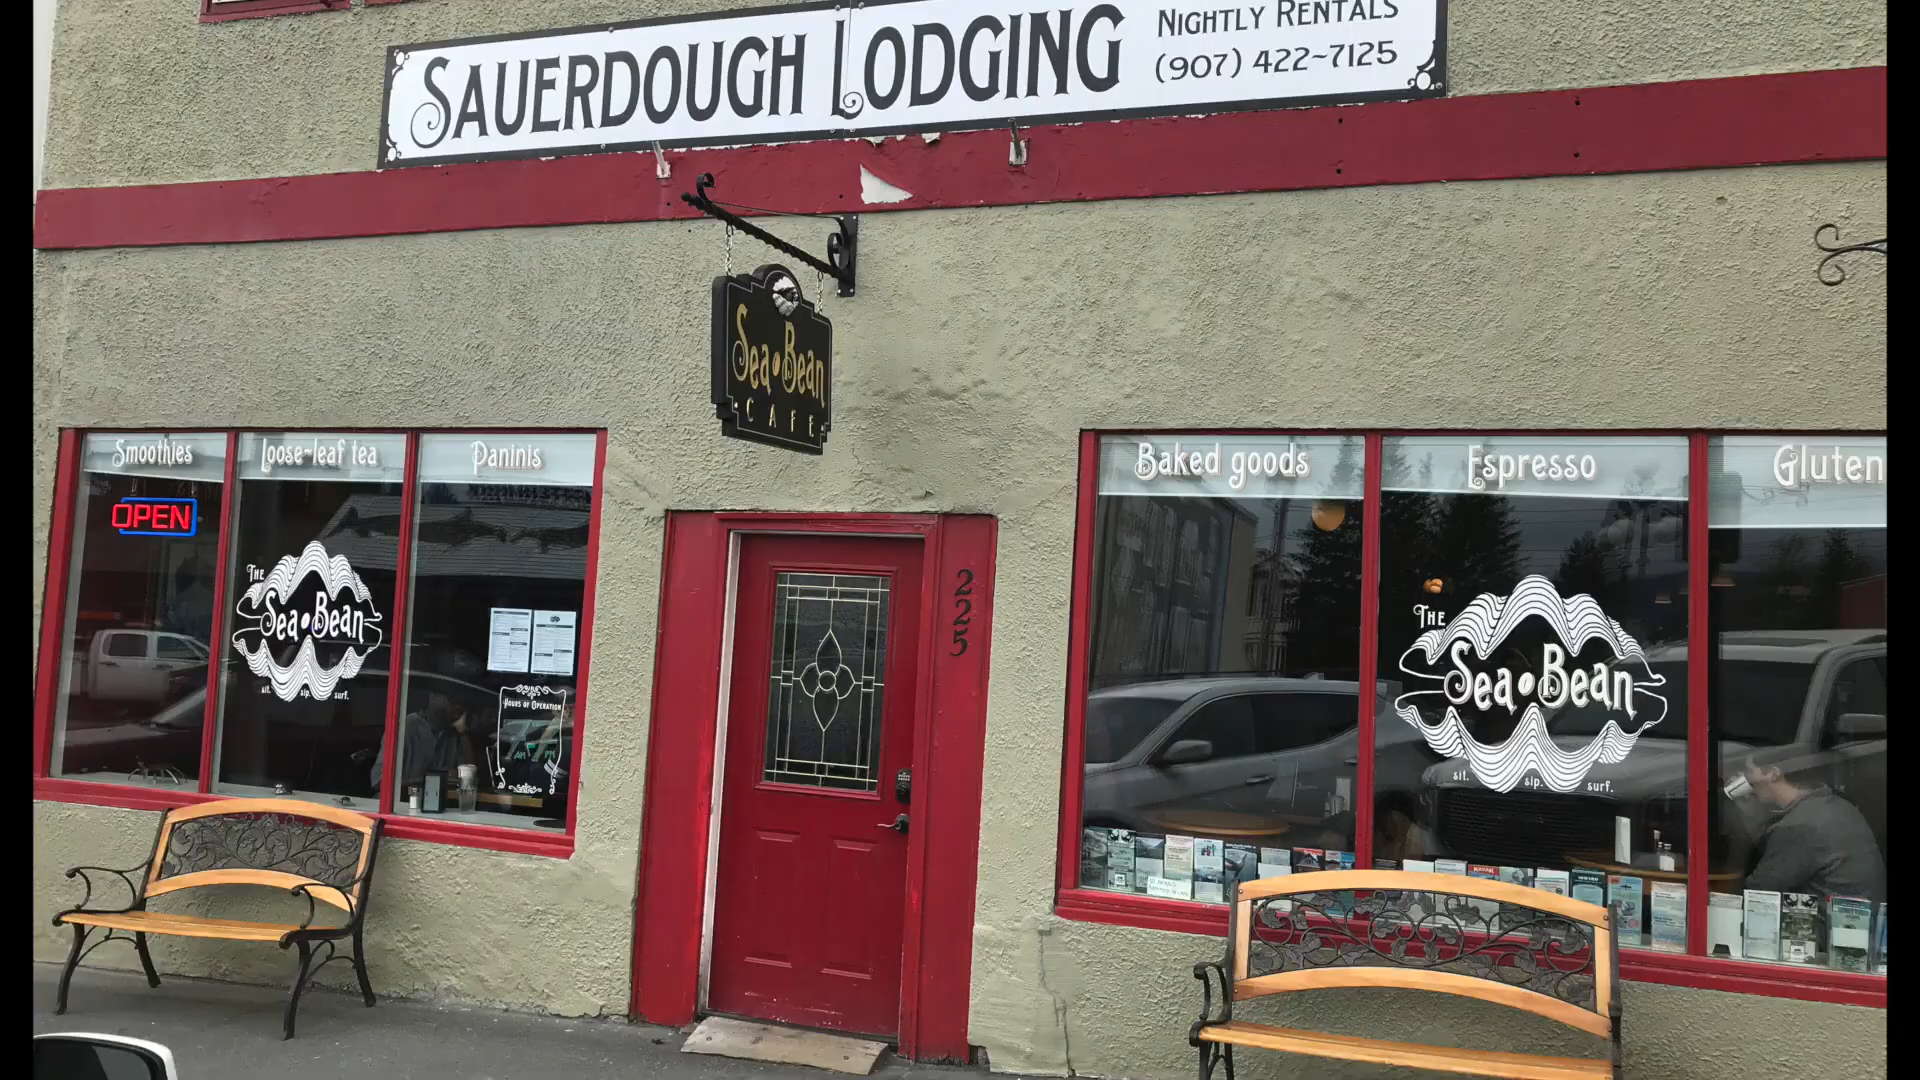 SAUERDOUGH LODGING
NIGHTLY RENTALS
(907) 422~7125
Sea•Bean
CAFE
Smoothies
Loose~leaf tea
Paninis
Baked goods
Espresso
Gluten
OPEN
THE
Sea•Bean
sit. sip. surf.
HOURS OF OPERATION
225
THE
Sea•Bean
sit. sip. surf.